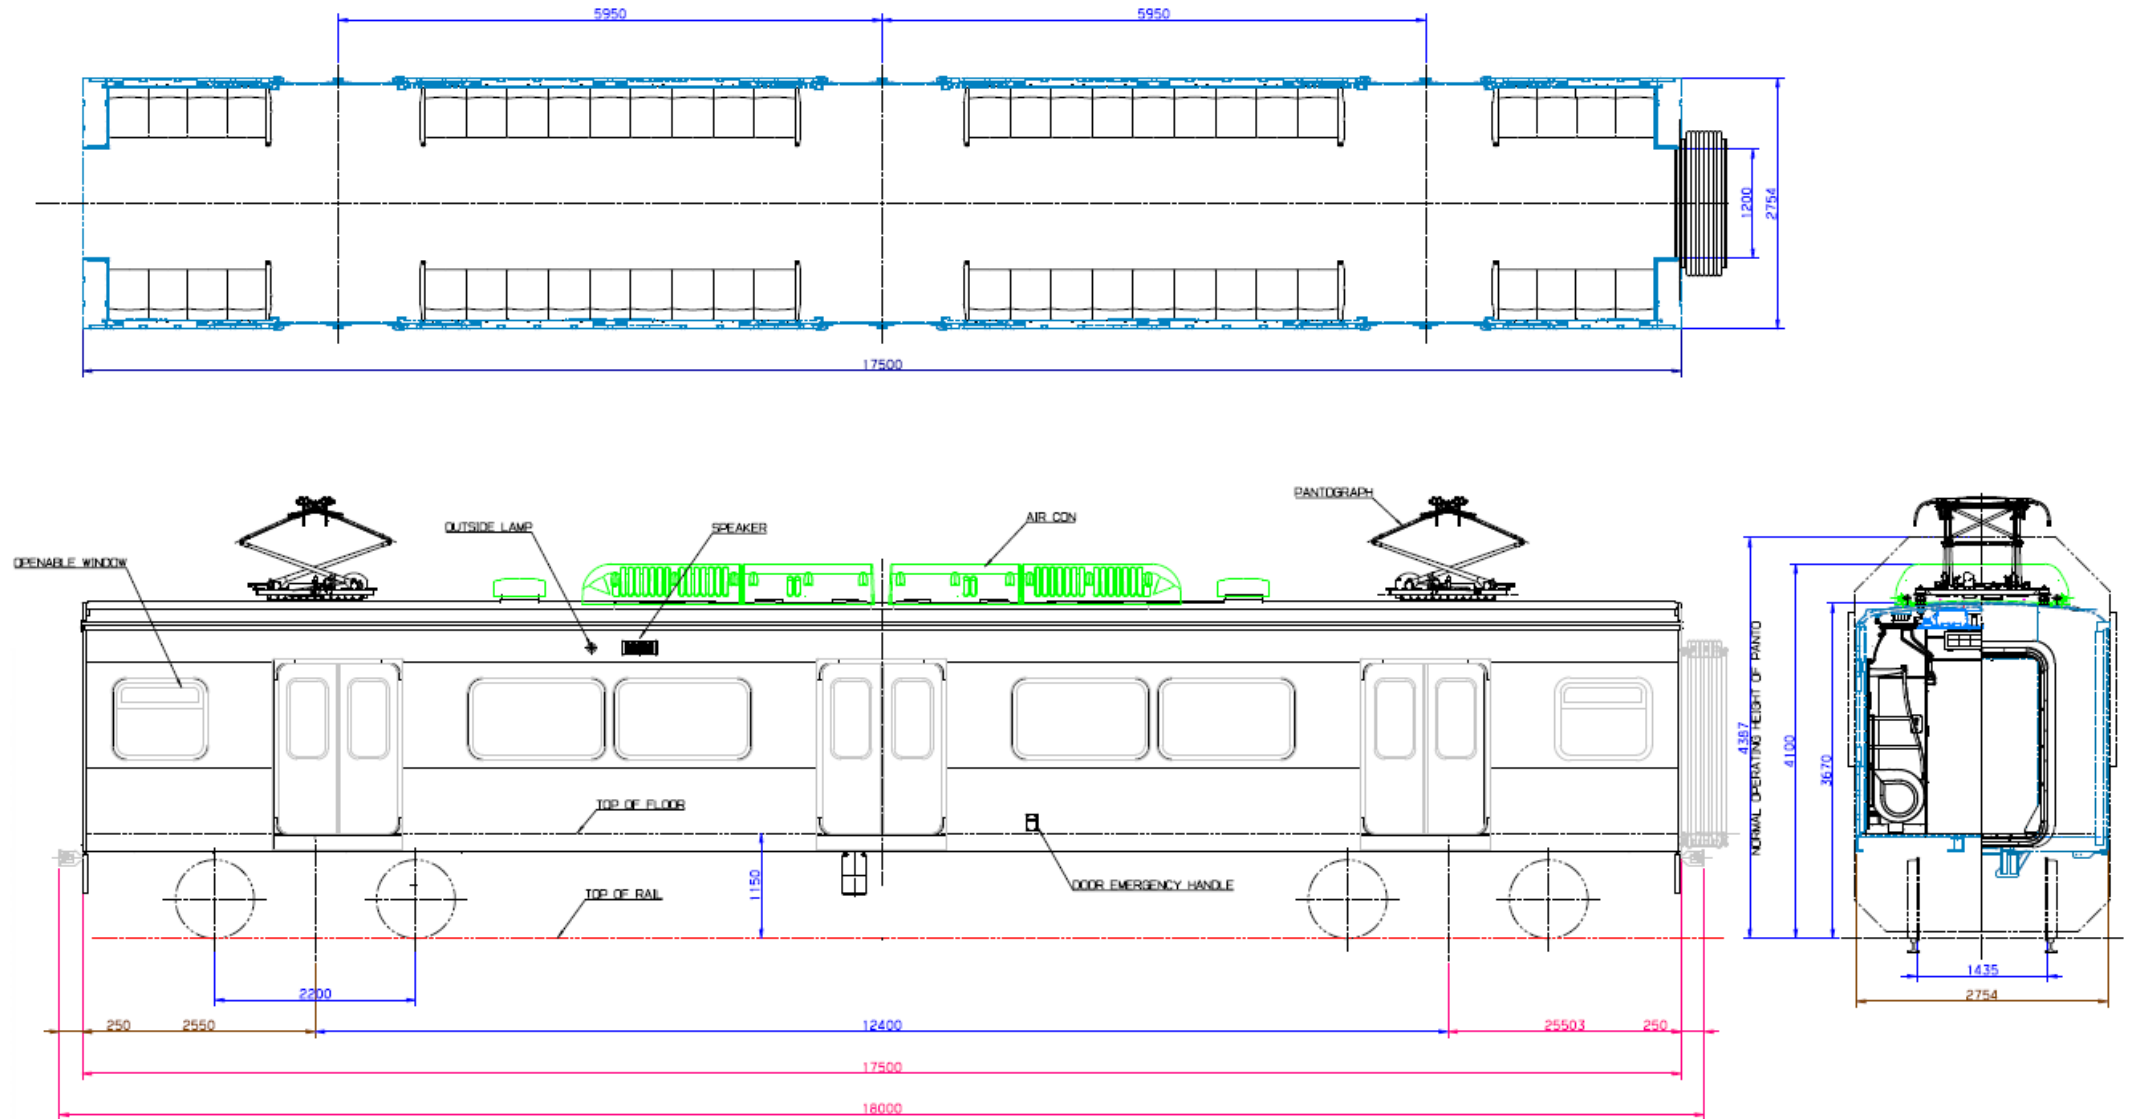 5950
5950
1200
2754
17500
PANTOGRAPH
OUTSIDE LAMP
SPEAKER
AIR CON
OPENABLE WINDOW
TOP OF FLOOR
1150
DOOR EMERGENCY HANDLE
TOP OF RAIL
4387
NORMAL OPERATING HEIGHT OF PANTO
4100
3670
1435
2754
2200
250
2550
12400
25503
250
17500
18000